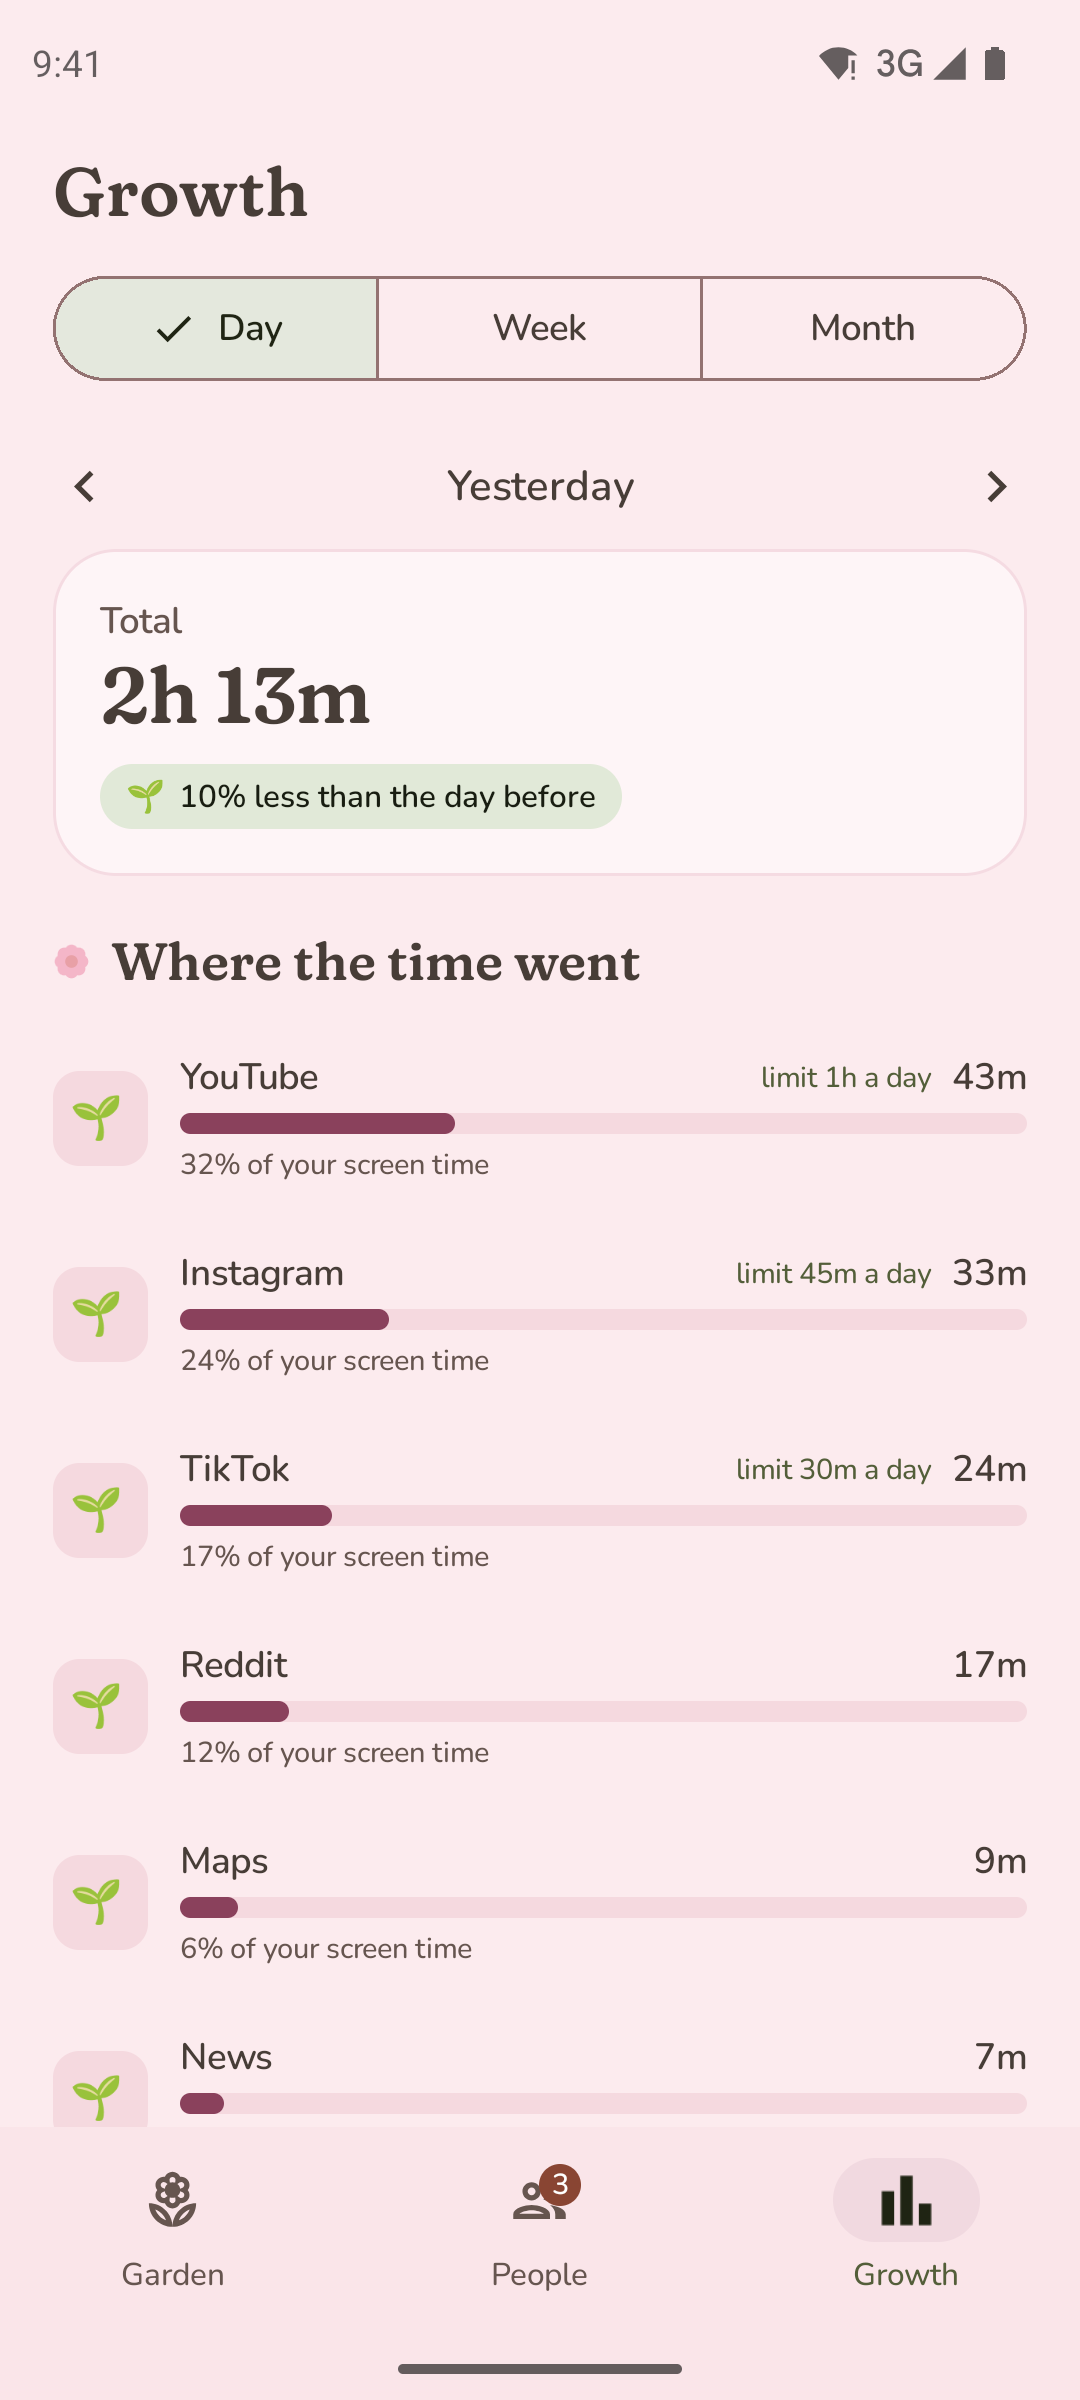 9:41
3G
Growth
Day
Week
Month
Yesterday
Total
2h 13m
10% less than the day before
Where the time went
YouTube
limit 1h a day
43m
32% of your screen time
Instagram
limit 45m a day
33m
24% of your screen time
TikTok
limit 30m a day
24m
17% of your screen time
Reddit
17m
12% of your screen time
Maps
9m
6% of your screen time
News
7m
3
Garden
People
Growth